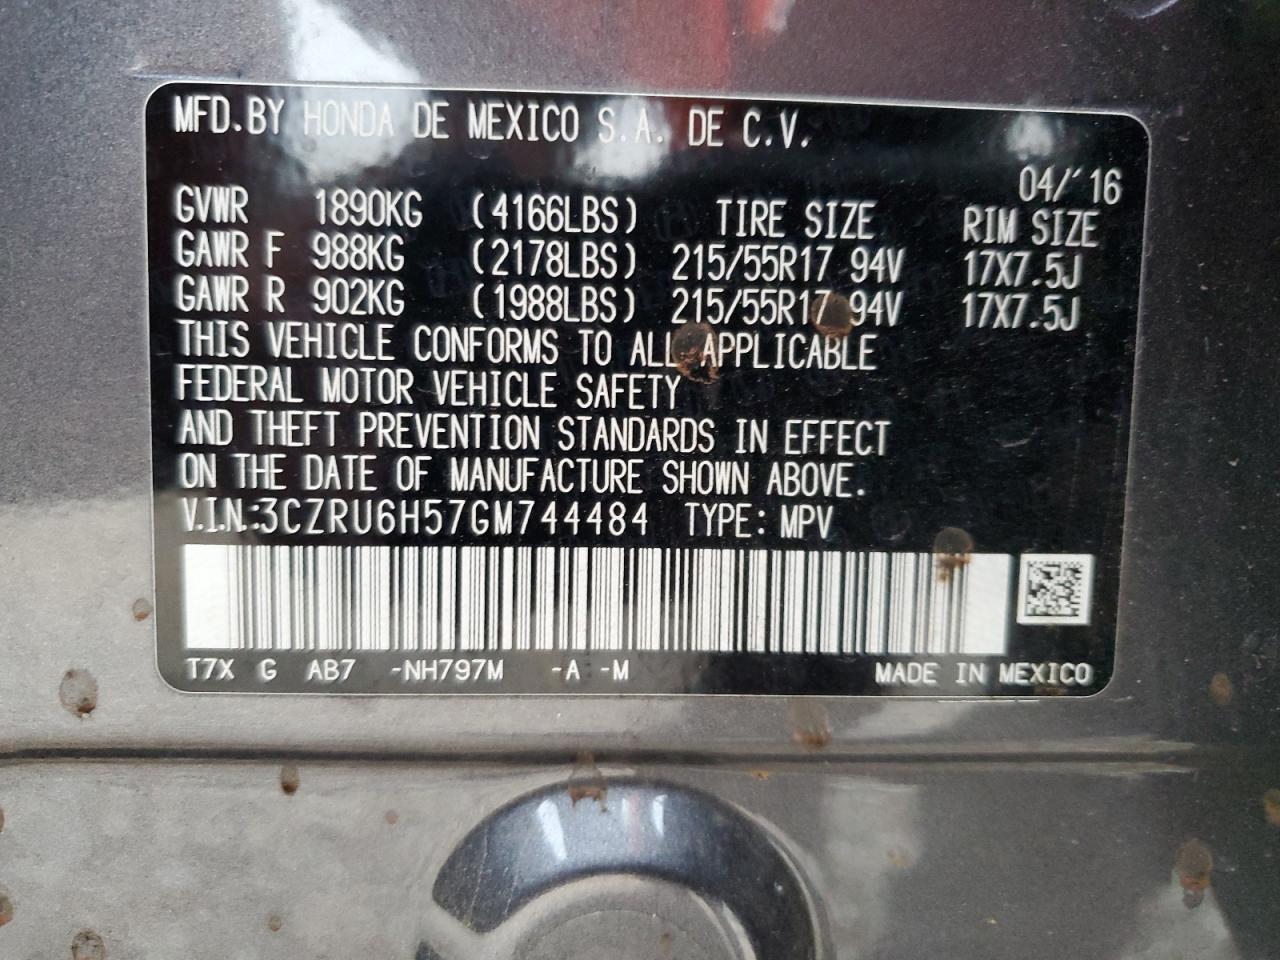 MFD.BY HONDA DE MEXICO S.A. DE C.V.
04/'16
GVWR 1890KG (4166LBS) TIRE SIZE RIM SIZE
GAWR F 988KG (2178LBS) 215/55R17 94V 17X7.5J
GAWR R 902KG (1988LBS) 215/55R17 94V 17X7.5J
THIS VEHICLE CONFORMS TO ALL APPLICABLE
FEDERAL MOTOR VEHICLE SAFETY
AND THEFT PREVENTION STANDARDS IN EFFECT
ON THE DATE OF MANUFACTURE SHOWN ABOVE.
V.I.N.:3CZRU6H57GM744484 TYPE: MPV
T7X G AB7 -NH797M -A -M MADE IN MEXICO